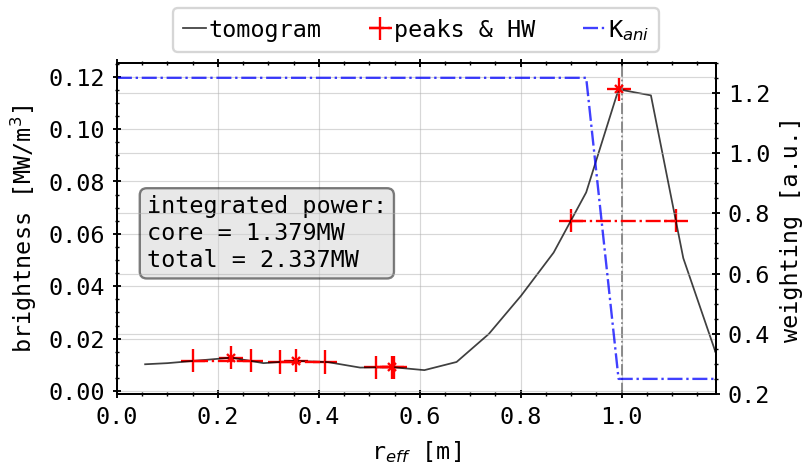 tomogram peaks & HW K_ani
brightness [MW/m³]
0.12
0.10
0.08
0.06
0.04
0.02
0.00
integrated power:
core = 1.379MW
total = 2.337MW
1.2
1.0
0.8
0.6
0.4
0.2
weighting [a.u.]
0.0 0.2 0.4 0.6 0.8 1.0
r_eff [m]